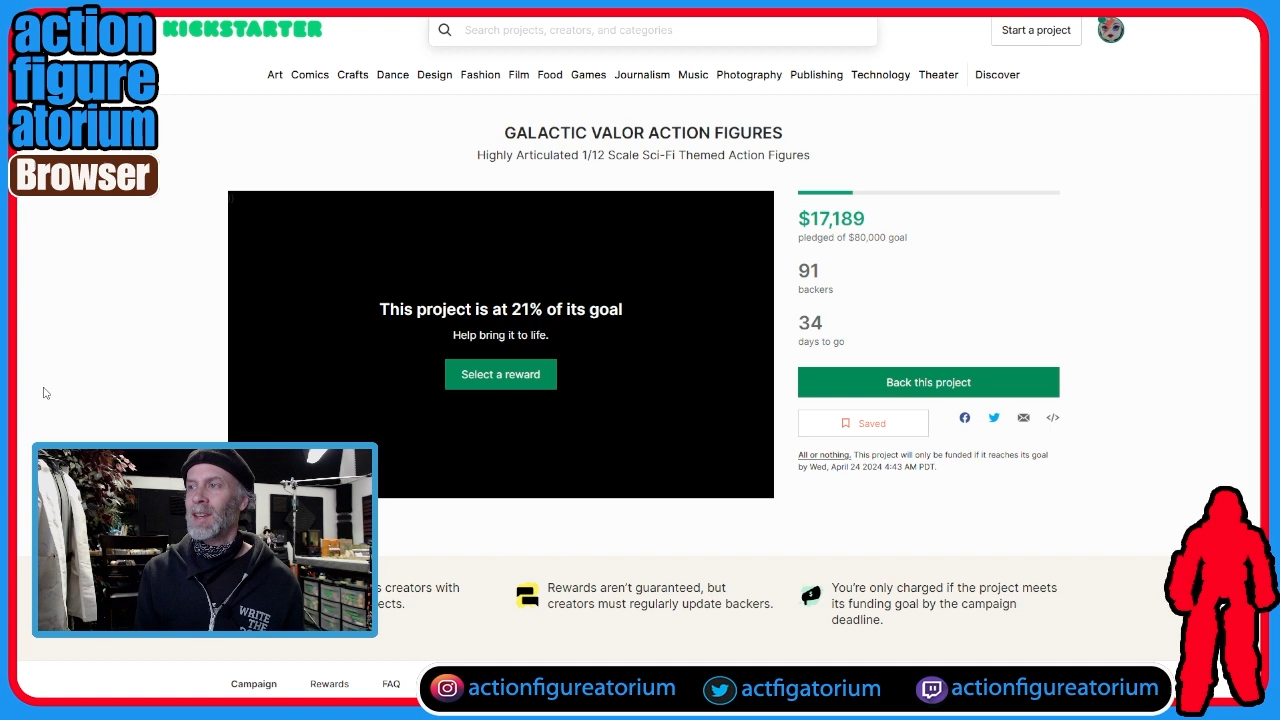 action
figure
atorium
Browser
KICKSTARTER
Search projects, creators, and categories
Start a project
Art Comics Crafts Dance Design Fashion Film Food Games Journalism Music Photography Publishing Technology Theater Discover
GALACTIC VALOR ACTION FIGURES
Highly Articulated 1/12 Scale Sci-Fi Themed Action Figures
This project is at 21% of its goal
Help bring it to life.
Select a reward
$17,189
pledged of $80,000 goal
91
backers
34
days to go
Back this project
Saved
All or nothing. This project will only be funded if it reaches its goal
by Wed, April 24 2024 4:43 AM PDT.
WRITE
THE
creators with
Rewards aren't guaranteed, but
creators must regularly update backers.
You're only charged if the project meets
its funding goal by the campaign
deadline.
Campaign Rewards FAQ
actionfigureatorium
actfigatorium
actionfigureatorium